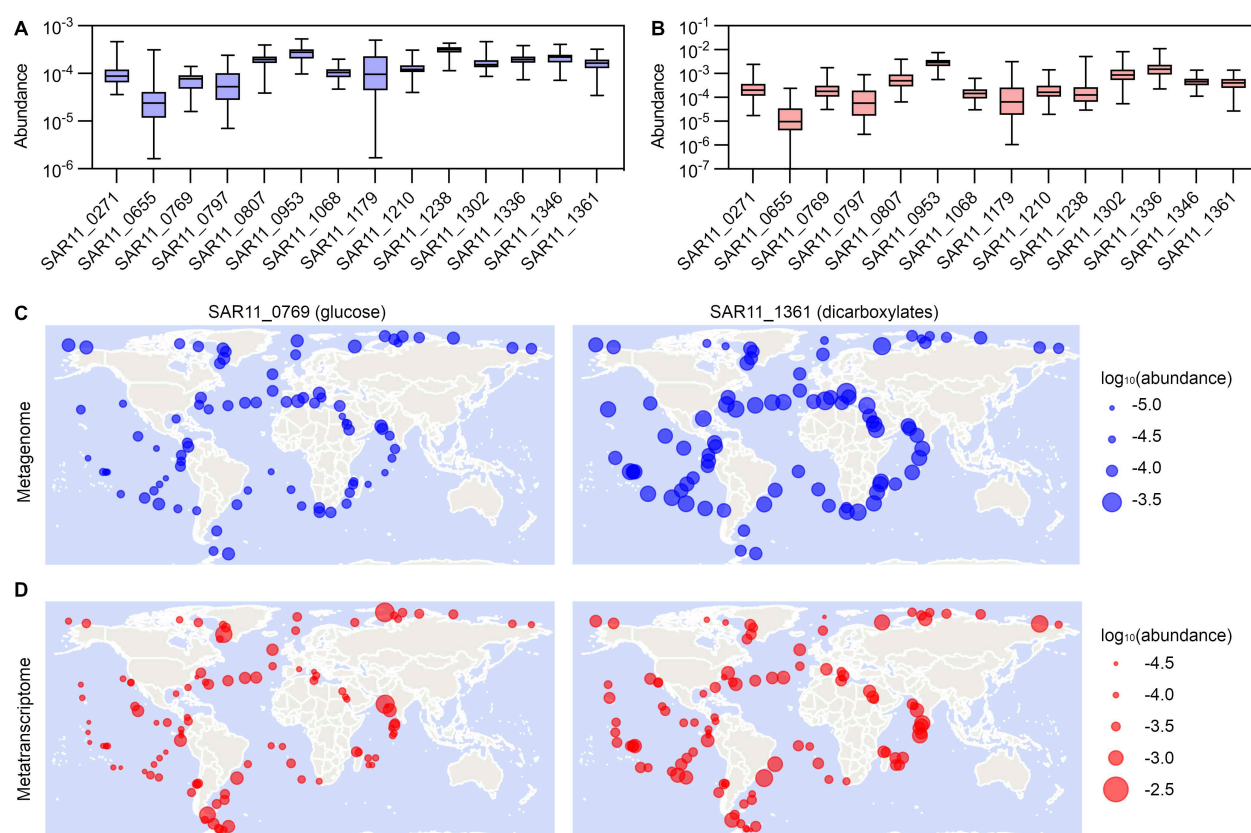 A
B
10⁻³
10⁻⁴
10⁻⁵
10⁻⁶
Abundance
SAR11_0271
SAR11_0655
SAR11_0769
SAR11_0797
SAR11_0807
SAR11_0953
SAR11_1068
SAR11_1179
SAR11_1210
SAR11_1238
SAR11_1302
SAR11_1336
SAR11_1346
SAR11_1361
10⁻¹
10⁻²
10⁻³
10⁻⁴
10⁻⁵
10⁻⁶
10⁻⁷
Abundance
SAR11_0271
SAR11_0655
SAR11_0769
SAR11_0797
SAR11_0807
SAR11_0953
SAR11_1068
SAR11_1179
SAR11_1210
SAR11_1238
SAR11_1302
SAR11_1336
SAR11_1346
SAR11_1361
C
SAR11_0769 (glucose)
SAR11_1361 (dicarboxylates)
Metagenome
log₁₀(abundance)
-5.0
-4.5
-4.0
-3.5
D
Metatranscriptome
log₁₀(abundance)
-4.5
-4.0
-3.5
-3.0
-2.5